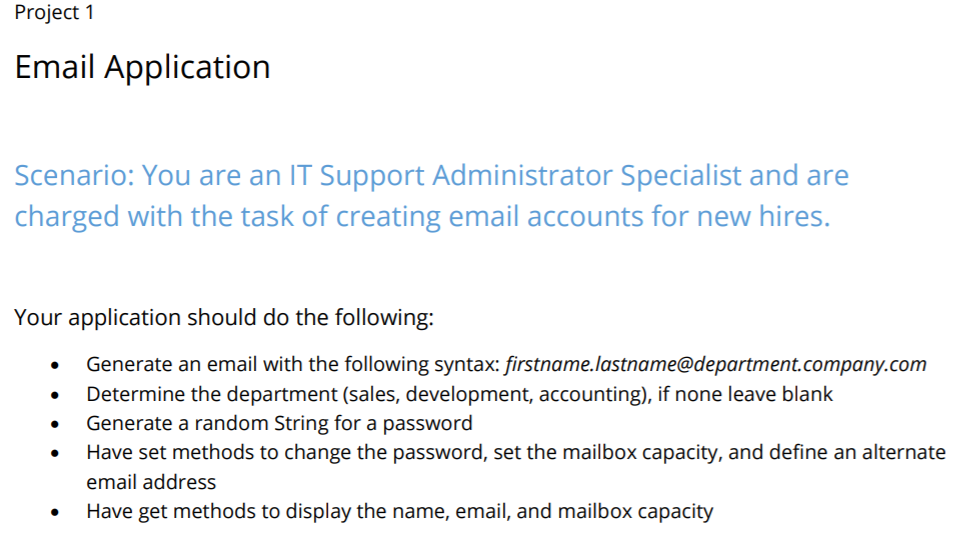 Project 1
Email Application
Scenario: You are an IT Support Administrator Specialist and are
charged with the task of creating email accounts for new hires.
Your application should do the following:
• Generate an email with the following syntax: firstname.lastname@department.company.com
• Determine the department (sales, development, accounting), if none leave blank
• Generate a random String for a password
• Have set methods to change the password, set the mailbox capacity, and define an alternate
email address
• Have get methods to display the name, email, and mailbox capacity